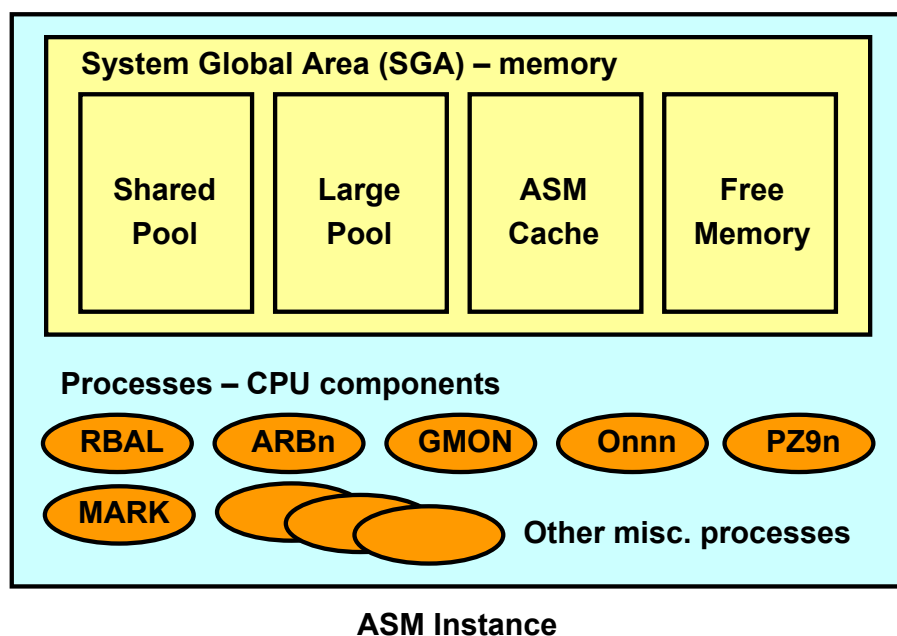 System Global Area (SGA) – memory
Shared
Pool
Large
Pool
ASM
Cache
Free
Memory
Processes – CPU components
RBAL
ARBn
GMON
Onnn
PZ9n
MARK
Other misc. processes
ASM Instance